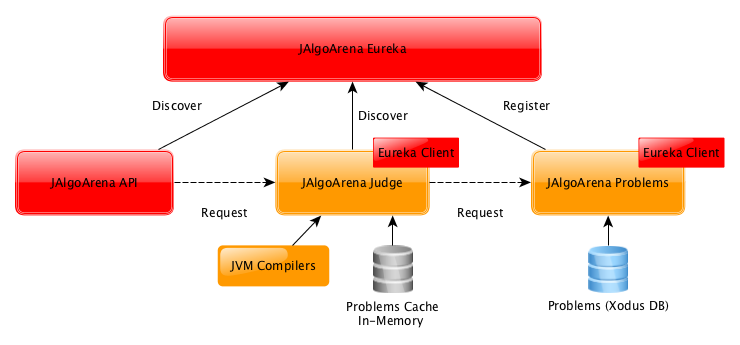 JAlgoArena Eureka
Discover
Discover
Register
Eureka Client
Eureka Client
JAlgoArena API
JAlgoArena Judge
JAlgoArena Problems
Request
Request
JVM Compilers
Problems Cache
In-Memory
Problems (Xodus DB)